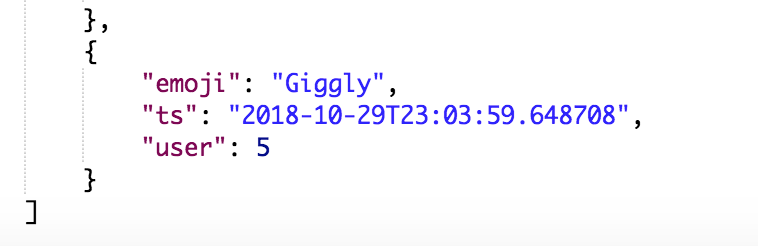 },
{
"emoji": "Giggly",
"ts": "2018-10-29T23:03:59.648708",
"user": 5
}
]